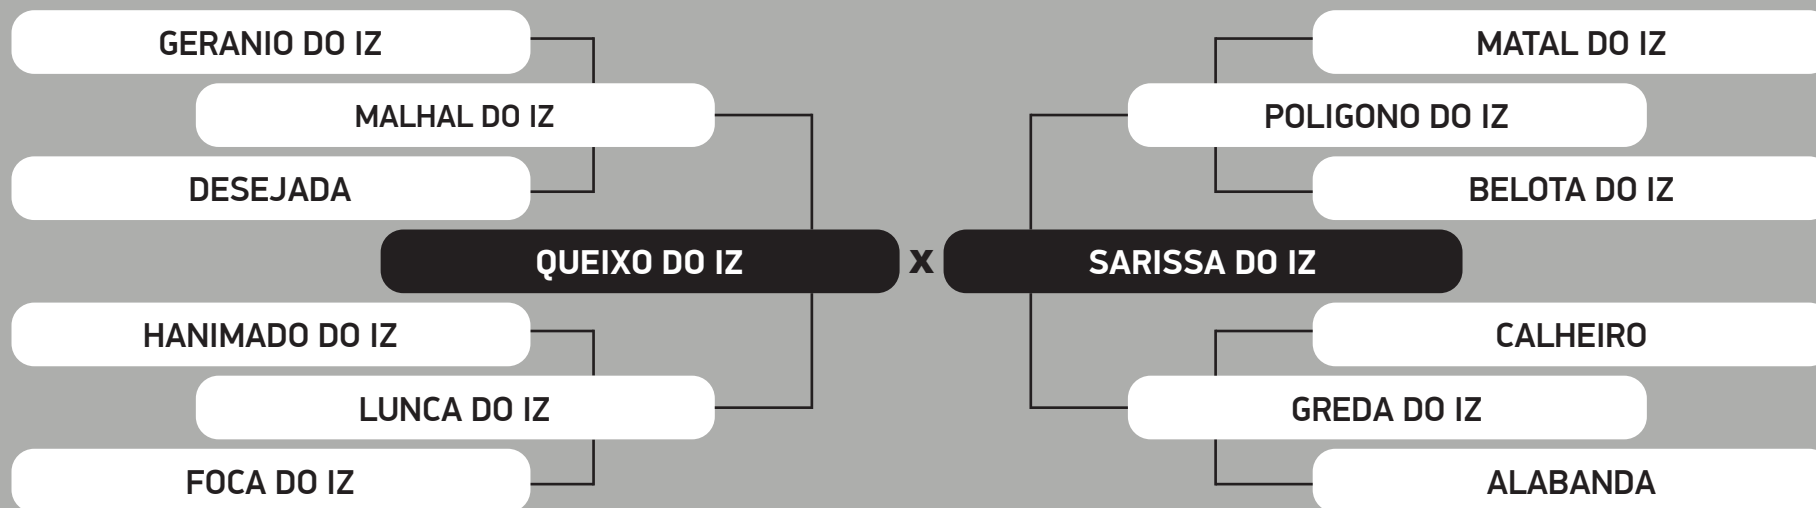 GERANIO DO IZ
MATAL DO IZ
MALHAL DO IZ
POLIGONO DO IZ
DESEJADA
BELOTA DO IZ
QUEIXO DO IZ x SARISSA DO IZ
HANIMADO DO IZ
CALHEIRO
LUNCA DO IZ
GREDA DO IZ
FOCA DO IZ
ALABANDA